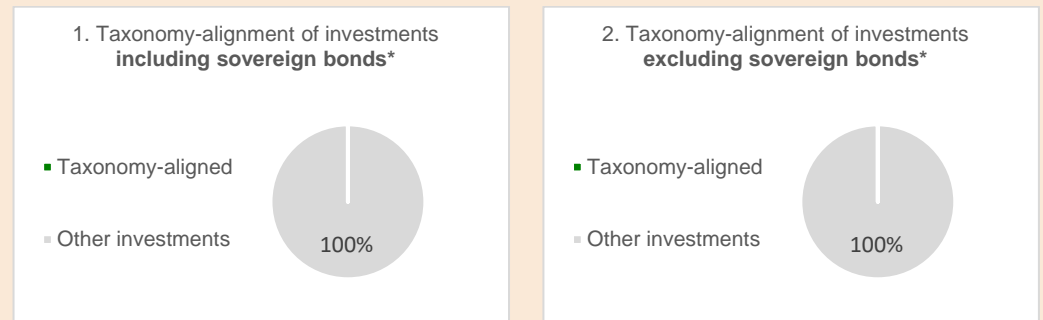 1. Taxonomy-alignment of investments
including sovereign bonds*
Taxonomy-aligned
Other investments
100%
2. Taxonomy-alignment of investments
excluding sovereign bonds*
Taxonomy-aligned
Other investments
100%